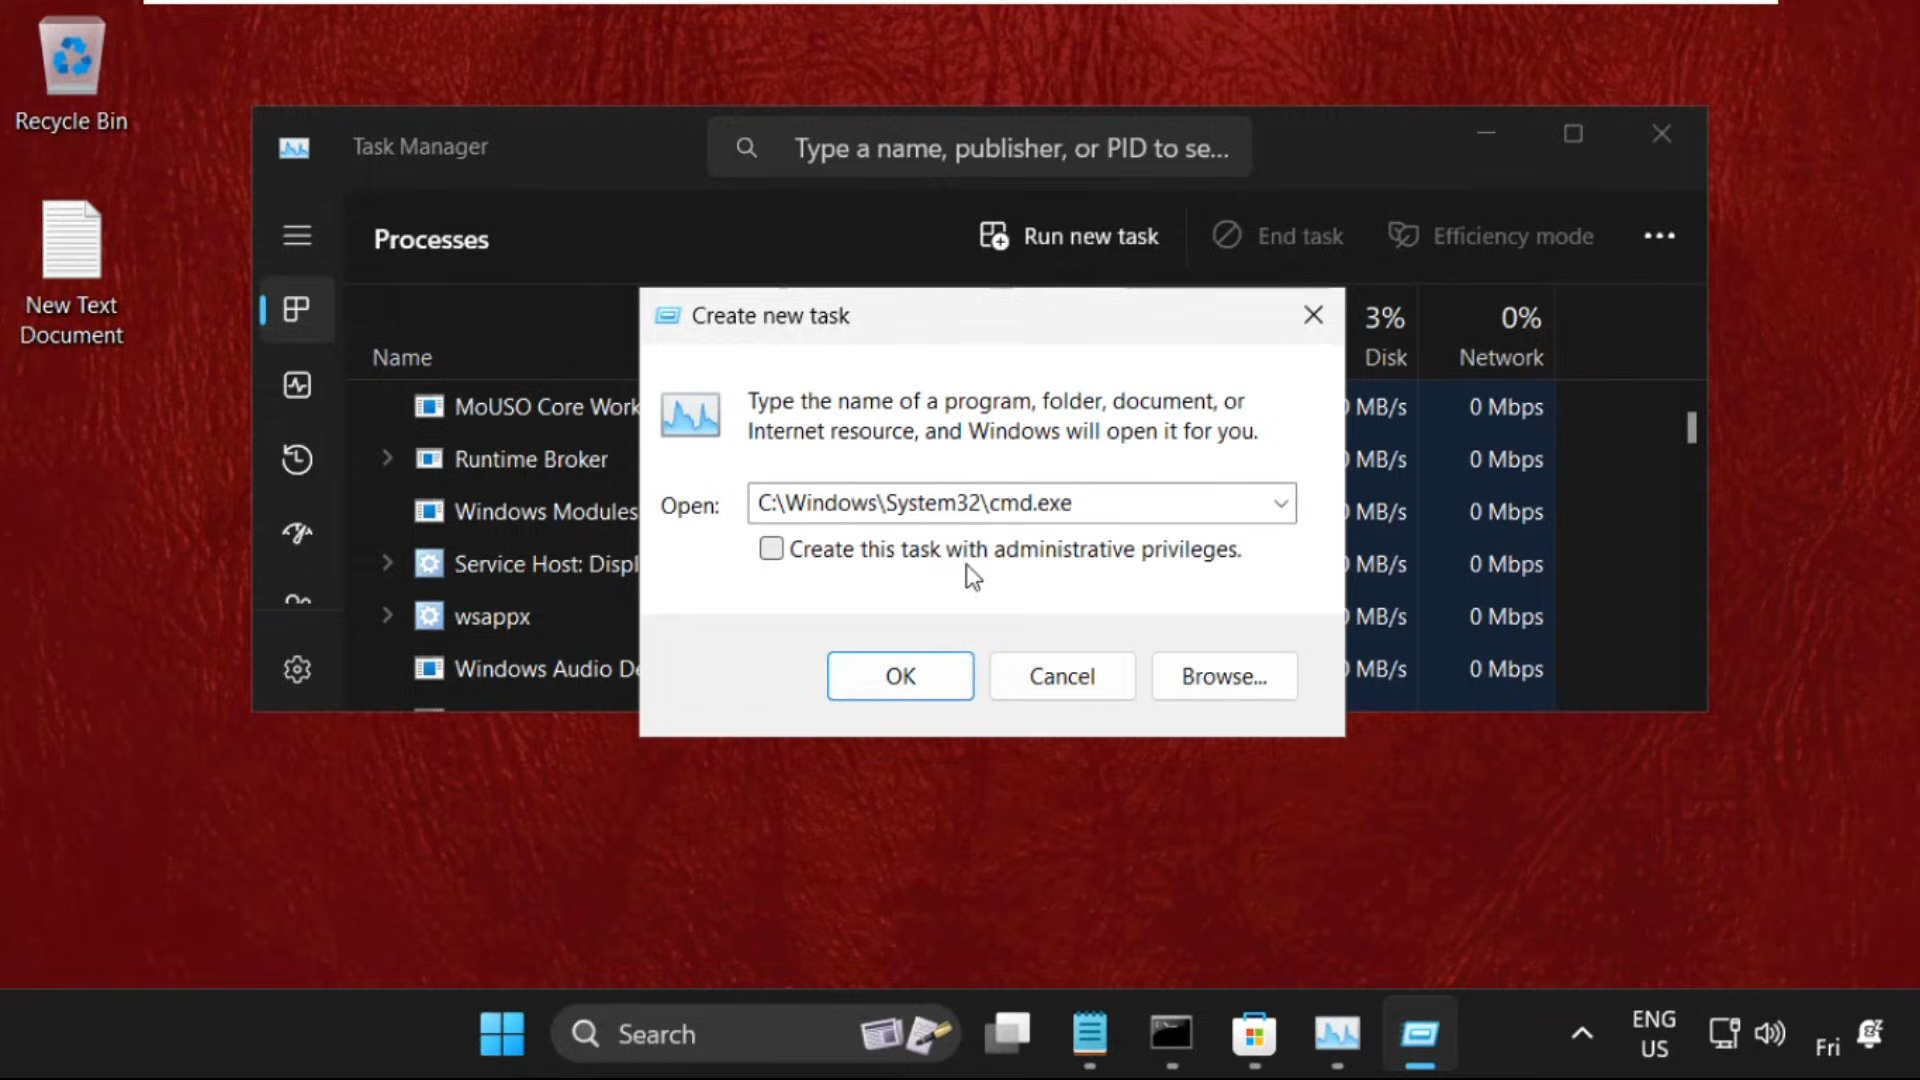 Recycle Bin
New Text
Document
Task Manager
Type a name, publisher, or PID to se...
Processes
Run new task
End task
Efficiency mode
3%
0%
Name
Disk
Network
MoUSO Core Work
MB/s
0 Mbps
Runtime Broker
MB/s
0 Mbps
Windows Modules
MB/s
0 Mbps
Service Host: Displ
MB/s
0 Mbps
wsappx
MB/s
0 Mbps
Windows Audio De
MB/s
0 Mbps
Create new task
Type the name of a program, folder, document, or
Internet resource, and Windows will open it for you.
Open:
C:\Windows\System32\cmd.exe
Create this task with administrative privileges.
OK
Cancel
Browse...
Search
ENG
US
Fri